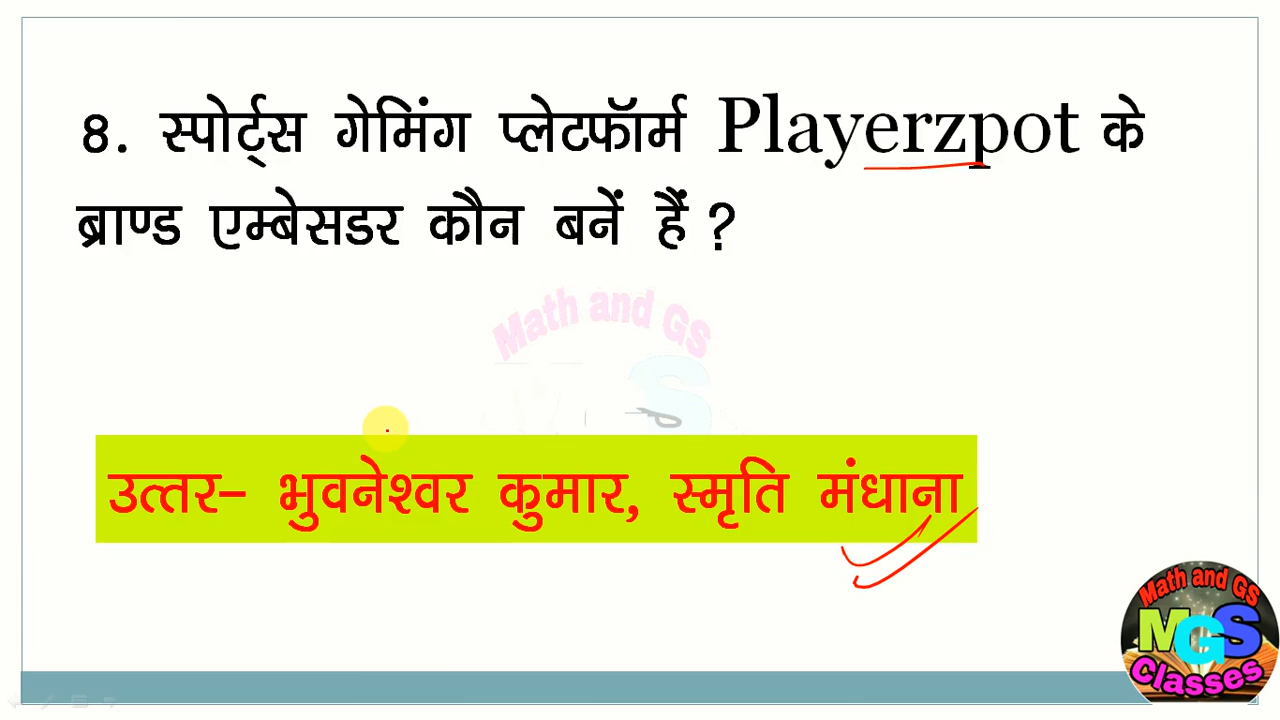 8. स्पोर्ट्स गेमिंग प्लेटफॉर्म Playerzpot के
ब्राण्ड एम्बेसडर कौन बनें हैं ?
Math and GS
उत्तर– भुवनेश्वर कुमार, स्मृति मंधाना
Math and GS
MGS
Classes